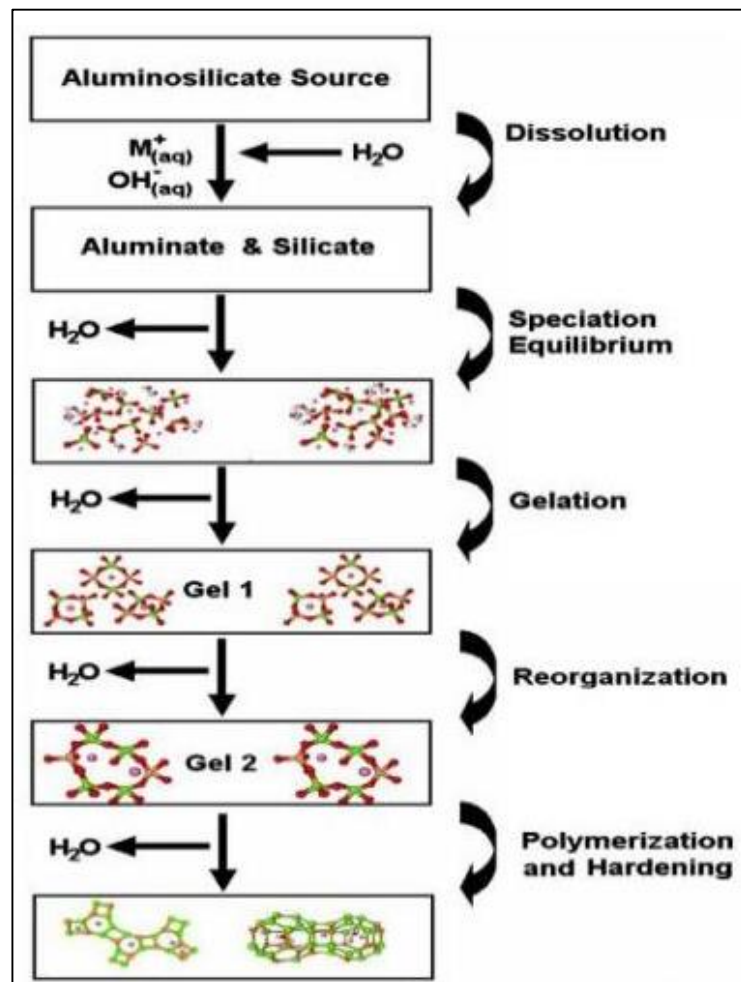 Aluminosilicate Source
Dissolution
M⁺(aq)
H₂O
OH⁻(aq)
Aluminate & Silicate
H₂O
Speciation
Equilibrium
H₂O
Gelation
Gel 1
H₂O
Reorganization
Gel 2
H₂O
Polymerization
and Hardening